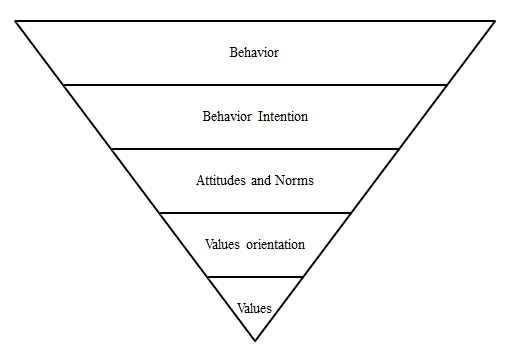 Behavior
Behavior Intention
Attitudes and Norms
Values orientation
Values